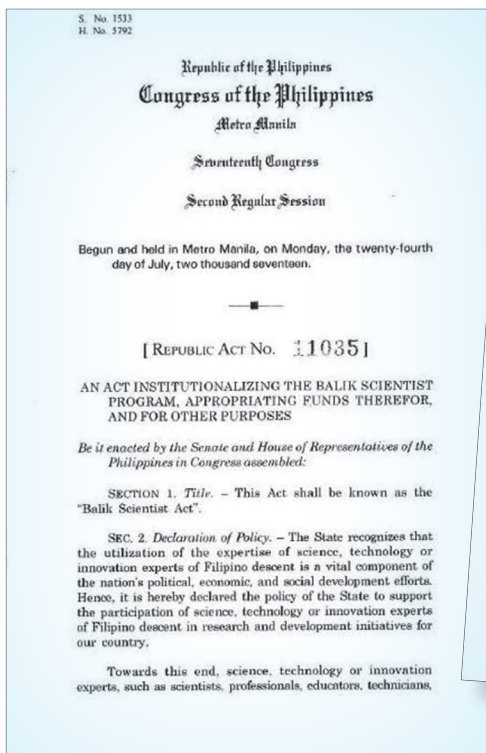 S. No. 1533
H. No. 5792
Republic of the Philippines
Congress of the Philippines
Metro Manila
Seventeenth Congress
Second Regular Session
Begun and held in Metro Manila, on Monday, the twenty-fourth
day of July, two thousand seventeen.
[ REPUBLIC ACT NO. 11035 ]
AN ACT INSTITUTIONALIZING THE BALIK SCIENTIST
PROGRAM, APPROPRIATING FUNDS THEREFOR,
AND FOR OTHER PURPOSES
Be it enacted by the Senate and House of Representatives of the
Philippines in Congress assembled:
SECTION 1. Title. – This Act shall be known as the
"Balik Scientist Act".
SEC. 2. Declaration of Policy. – The State recognizes that
the utilization of the expertise of science, technology or
innovation experts of Filipino descent is a vital component of
the nation's political, economic, and social development efforts.
Hence, it is hereby declared the policy of the State to support
the participation of science, technology or innovation experts
of Filipino descent in research and development initiatives for
our country.
Towards this end, science, technology or innovation
experts, such as scientists, professionals, educators, technicians,